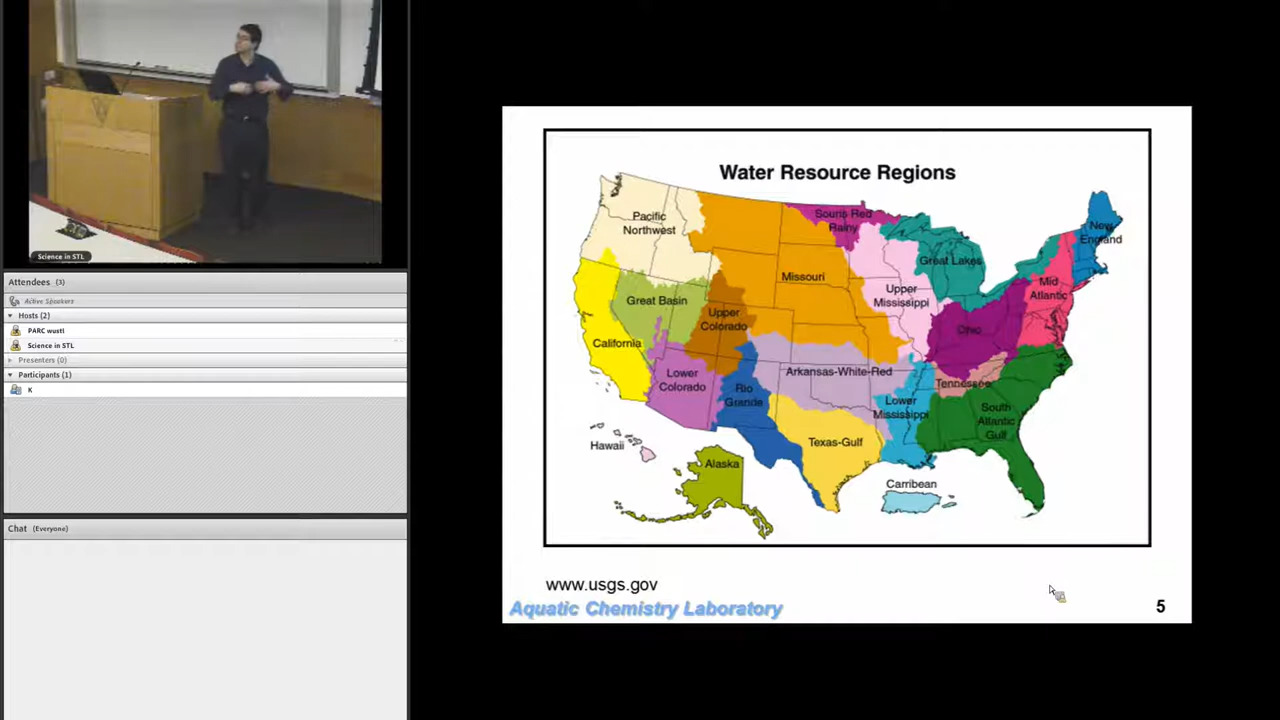 Science in STL
Attendees (3)
Active Speakers
Hosts (2)
PARC wustl
Science in STL
Presenters (0)
Participants (1)
K
Chat (Everyone)
Water Resource Regions
Pacific
Northwest
Souris Red
Rainy
New
England
Great Lakes
Missouri
Mid
Atlantic
Upper
Mississippi
Great Basin
Upper
Colorado
Ohio
California
Arkansas-White-Red
Lower
Colorado
Tennessee
Rio
Grande
Lower
Mississippi
South
Atlantic
Gulf
Texas-Gulf
Hawaii
Alaska
Carribean
www.usgs.gov
Aquatic Chemistry Laboratory
5